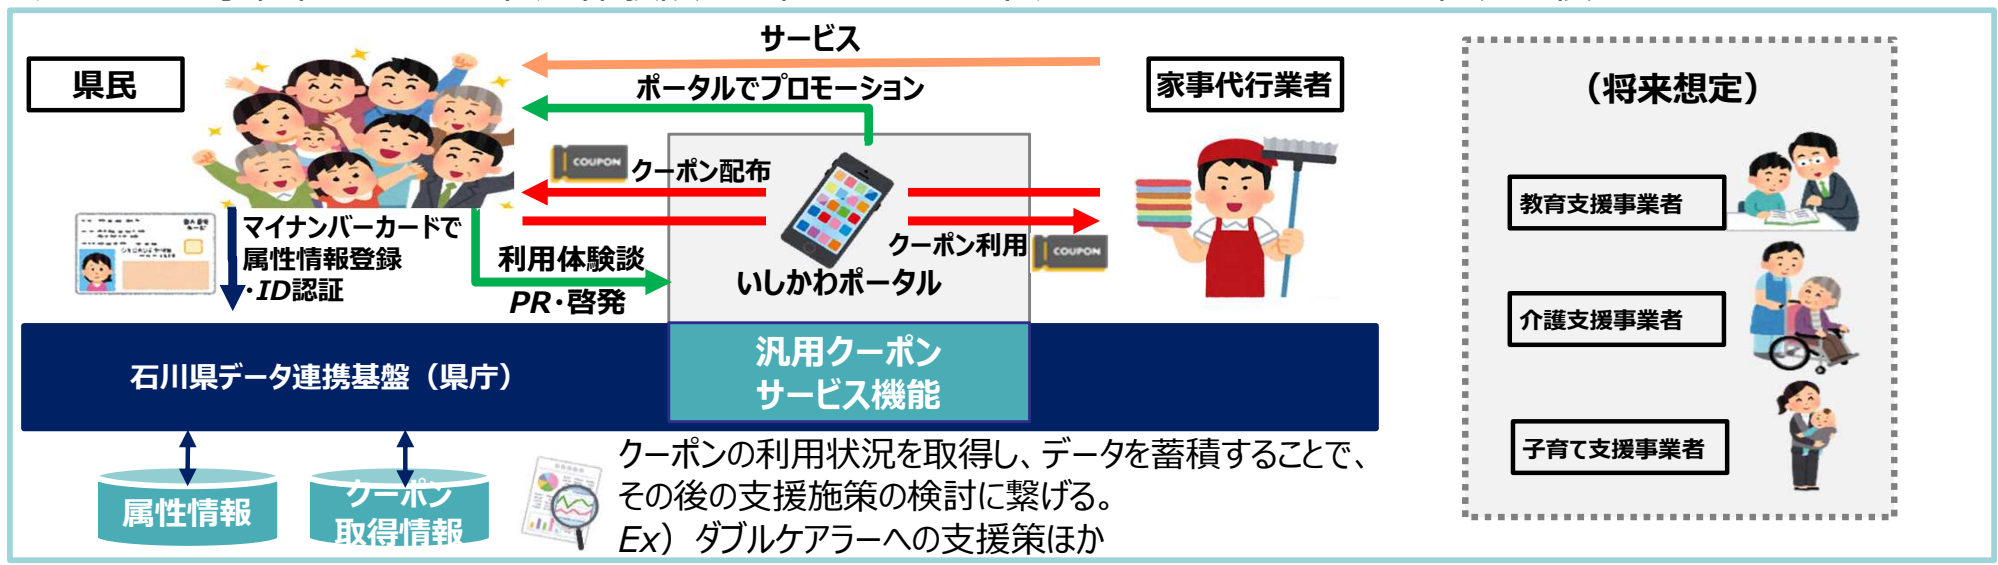 サービス
県民
ポータルでプロモーション
家事代行業者
COUPON
クーポン配布
マイナンバーカードで
属性情報登録
・ID認証
利用体験談
PR・啓発
クーポン利用
COUPON
いしかわポータル
石川県データ連携基盤（県庁）
汎用クーポン
サービス機能
属性情報
クーポン
取得情報
クーポンの利用状況を取得し、データを蓄積することで、
その後の支援施策の検討に繋げる。
Ex）ダブルケアラーへの支援策ほか
（将来想定）
教育支援事業者
介護支援事業者
子育て支援事業者